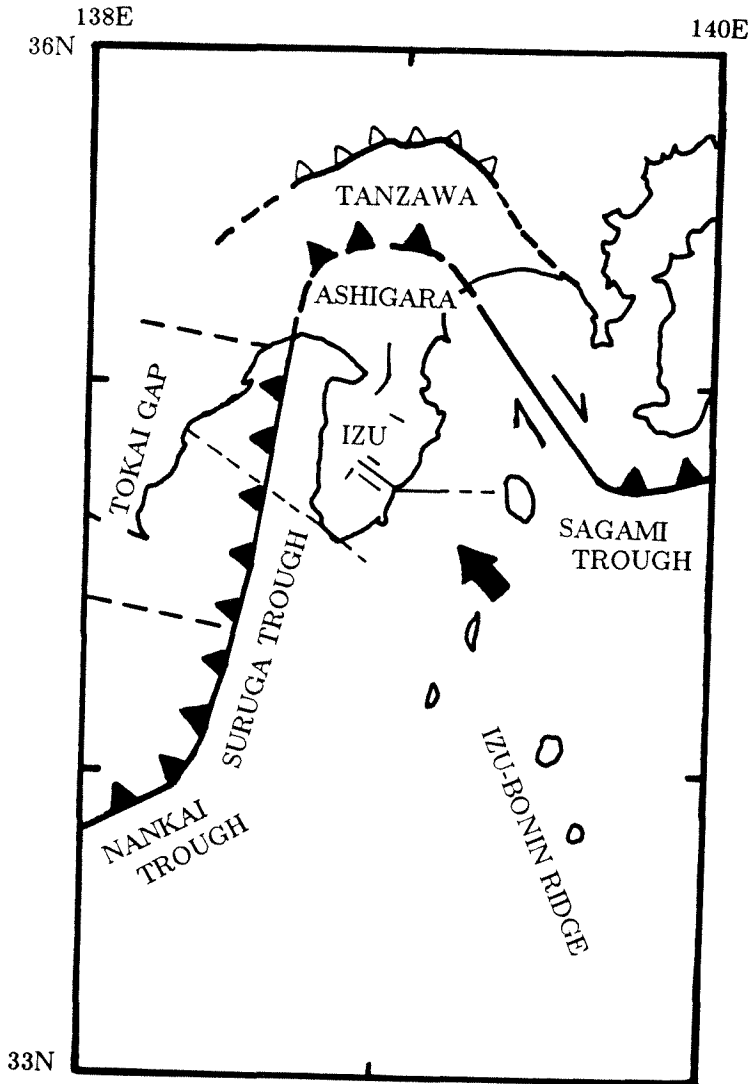 138E
140E
36N
TANZAWA
ASHIGARA
TOKAI GAP
IZU
SAGAMI
TROUGH
SURUGA TROUGH
IZU-BONIN RIDGE
NANKAI
TROUGH
33N